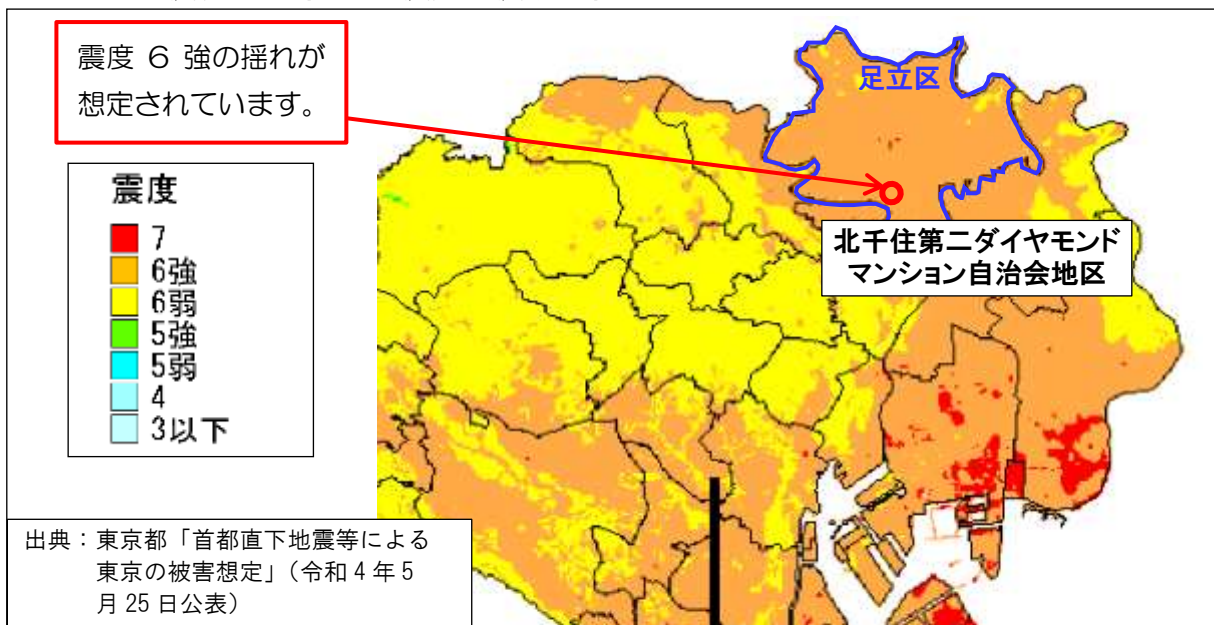 震度 6 強の揺れが
想定されています。
足立区
震度
7
6強
6弱
5強
5弱
4
3以下
北千住第二ダイヤモンド
マンション自治会地区
出典：東京都「首都直下地震等による
東京の被害想定」（令和4年5
月25日公表）